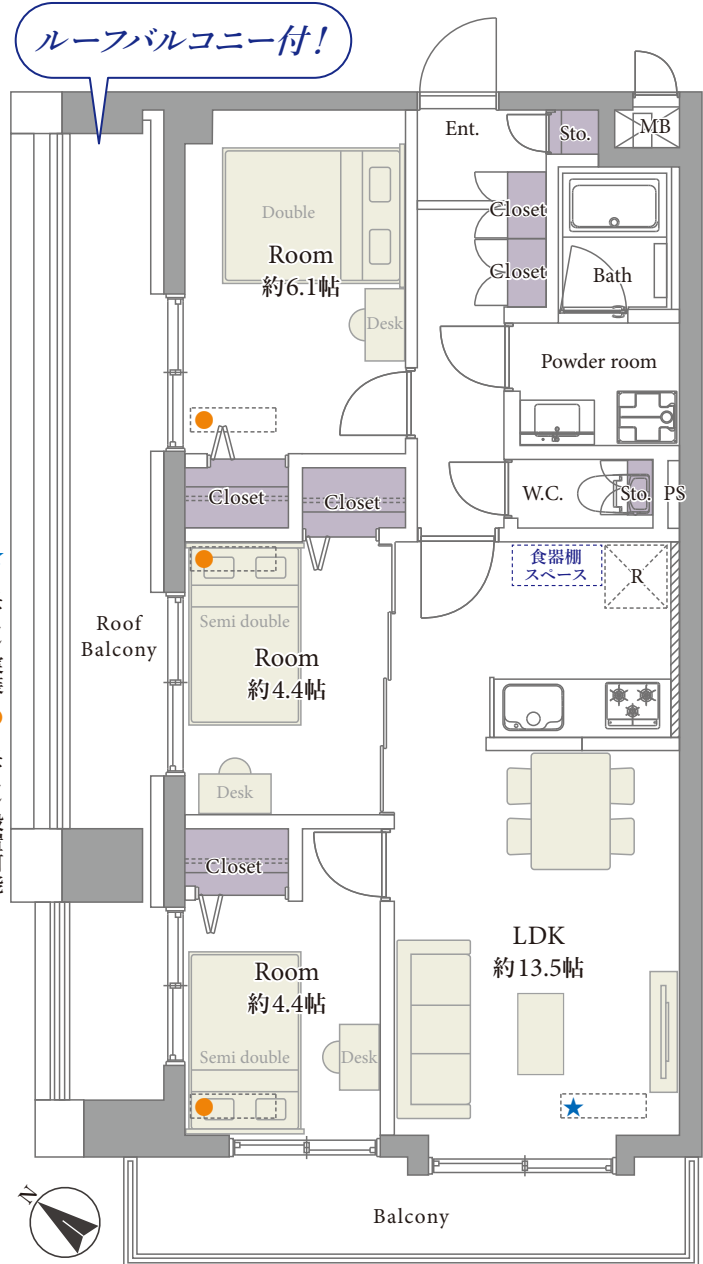 ルーフバルコニー付!
Ent.
Sto.
MB
Double
Room
約6.1帖
Desk
Closet
Closet
Bath
Powder room
Closet
Closet
W.C.
Sto.
PS
食器棚
スペース
R
Roof
Balcony
Semi double
Room
約4.4帖
Desk
Closet
LDK
約13.5帖
Room
約4.4帖
Semi double
Desk
Balcony
N